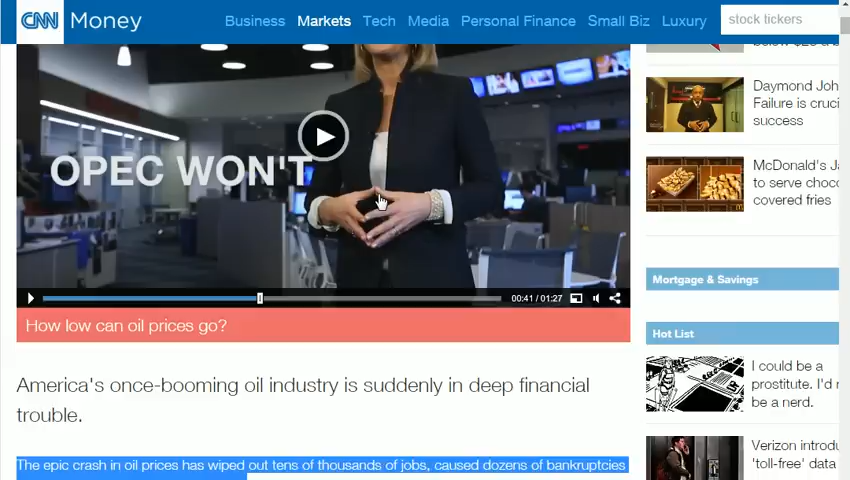 CNN Money Business Markets Tech Media Personal Finance Small Biz Luxury stock tickers
OPEC WON'T
00:41 / 01:27
How low can oil prices go?
America's once-booming oil industry is suddenly in deep financial
trouble.
The epic crash in oil prices has wiped out tens of thousands of jobs, caused dozens of bankruptcies
Daymond Joh
Failure is cruci
success
McDonald's Ja
to serve choco
covered fries
Mortgage & Savings
Hot List
I could be a
prostitute. I'd r
be a nerd.
Verizon introdu
'toll-free' data